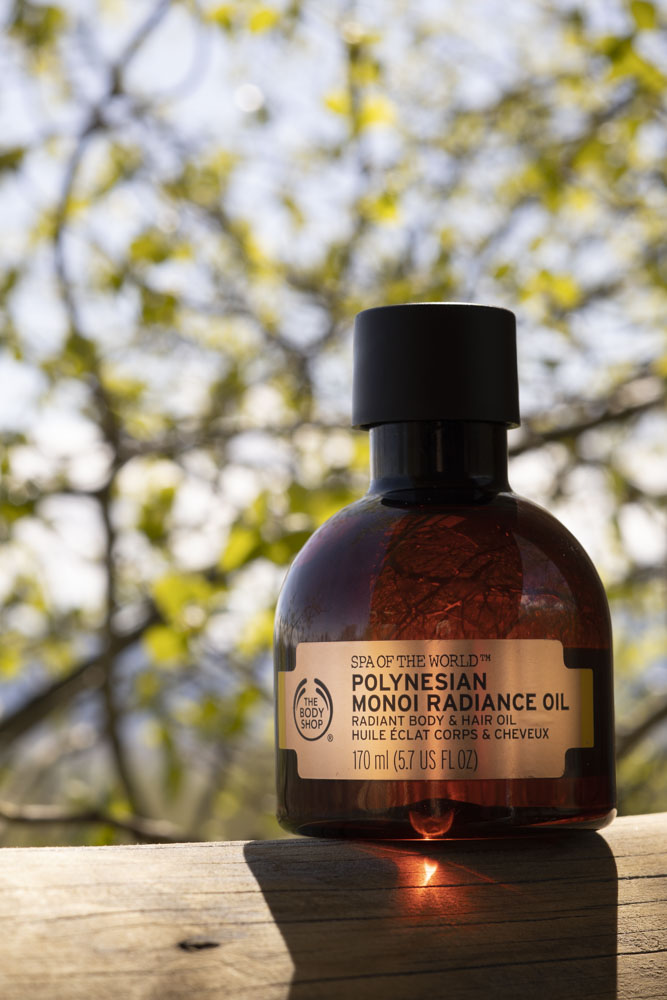 SPA OF THE WORLD™
POLYNESIAN
MONOI RADIANCE OIL
RADIANT BODY & HAIR OIL
HUILE ÉCLAT CORPS & CHEVEUX
170 ml (5.7 US FL OZ)
THE
BODY
SHOP
®